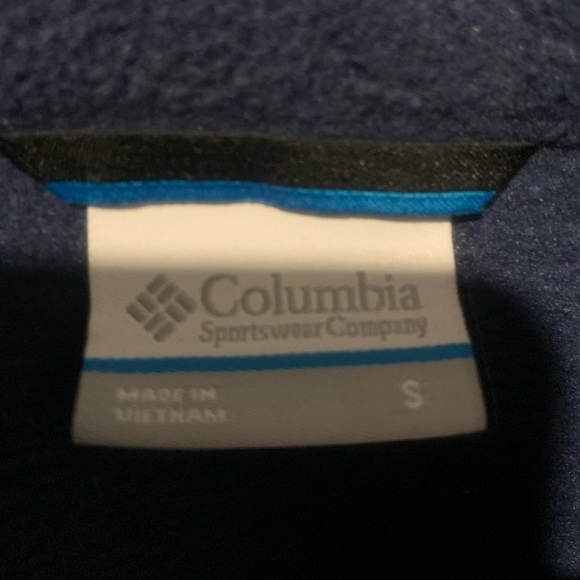 Columbia
Sportswear Company
MADE IN
VIETNAM
S